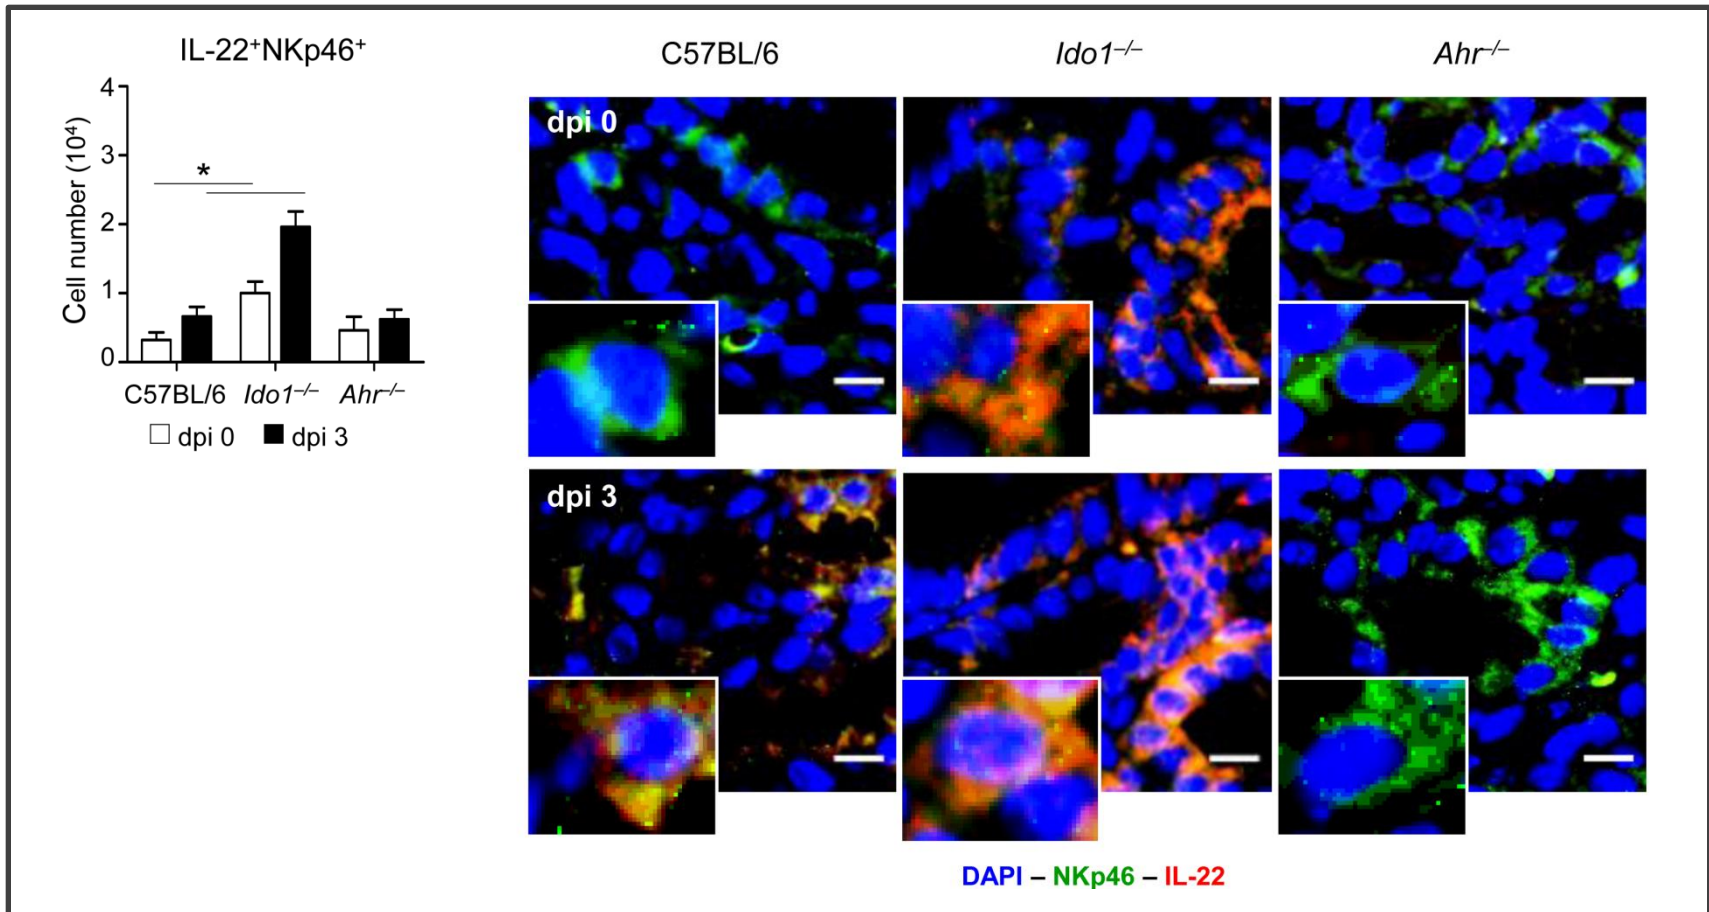 IL-22⁺NKp46⁺
Cell number (10⁴)
4
3
2
1
0
*
C57BL/6 Ido1⁻/⁻ Ahr⁻/⁻
dpi 0 dpi 3
C57BL/6 Ido1⁻/⁻ Ahr⁻/⁻
dpi 0
dpi 3
DAPI – NKp46 – IL-22